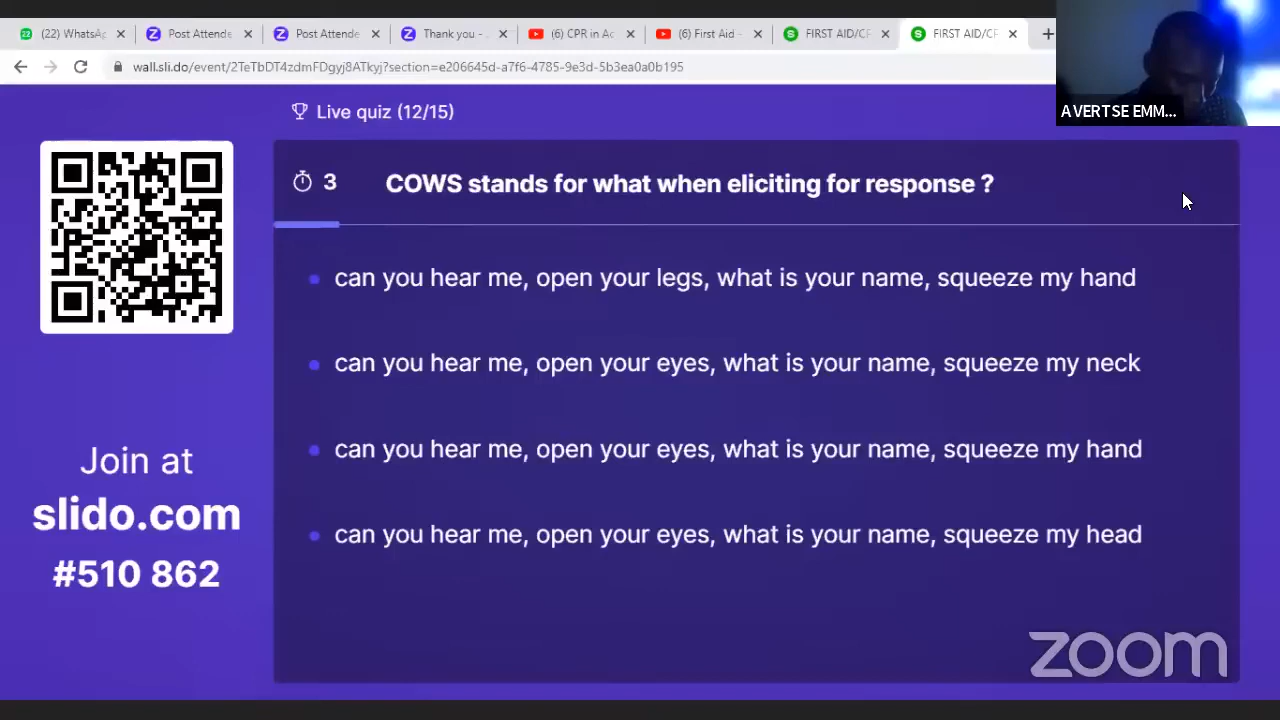 (22) WhatsAp
Post Attende
Post Attende
Thank you -
(6) CPR in Ac
(6) First Aid -
FIRST AID/CF
FIRST AID/CF
wall.sli.do/event/2TeTbDT4zdmFDgyj8ATkyj?section=e206645d-a7f6-4785-9e3d-5b3ea0a0b195
A VERTSE EMM...
Live quiz (12/15)
3
COWS stands for what when eliciting for response ?
can you hear me, open your legs, what is your name, squeeze my hand
can you hear me, open your eyes, what is your name, squeeze my neck
can you hear me, open your eyes, what is your name, squeeze my hand
can you hear me, open your eyes, what is your name, squeeze my head
Join at
slido.com
#510 862
zoom